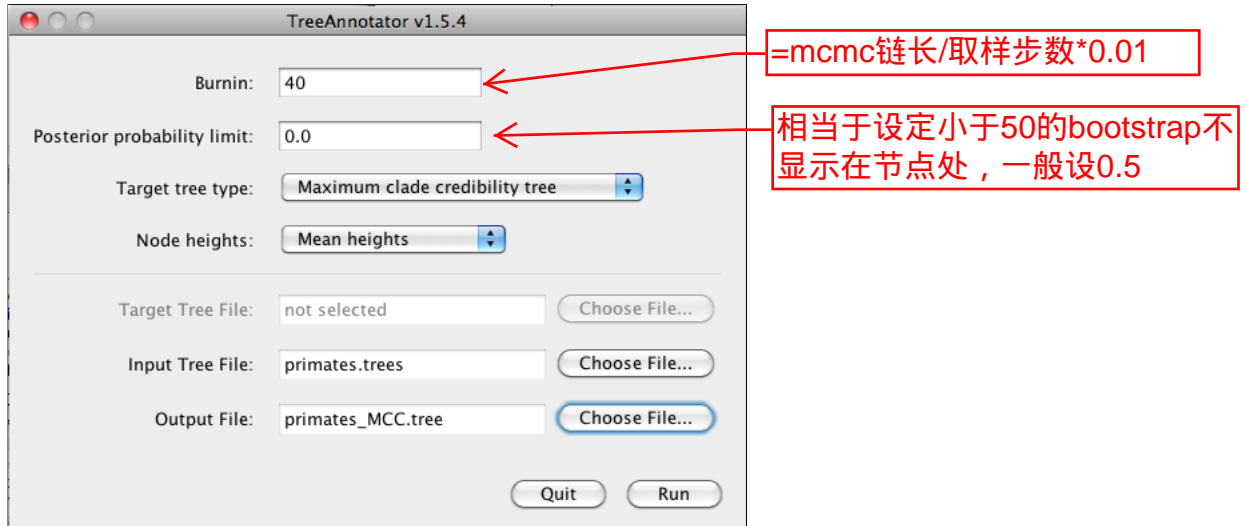 TreeAnnotator v1.5.4
=mcmc链长/取样步数*0.01
Burnin: 40
Posterior probability limit: 0.0
相当于设定小于50的bootstrap不
显示在节点处，一般设0.5
Target tree type: Maximum clade credibility tree
Node heights: Mean heights
Target Tree File: not selected Choose File...
Input Tree File: primates.trees Choose File...
Output File: primates_MCC.tree Choose File...
Quit Run